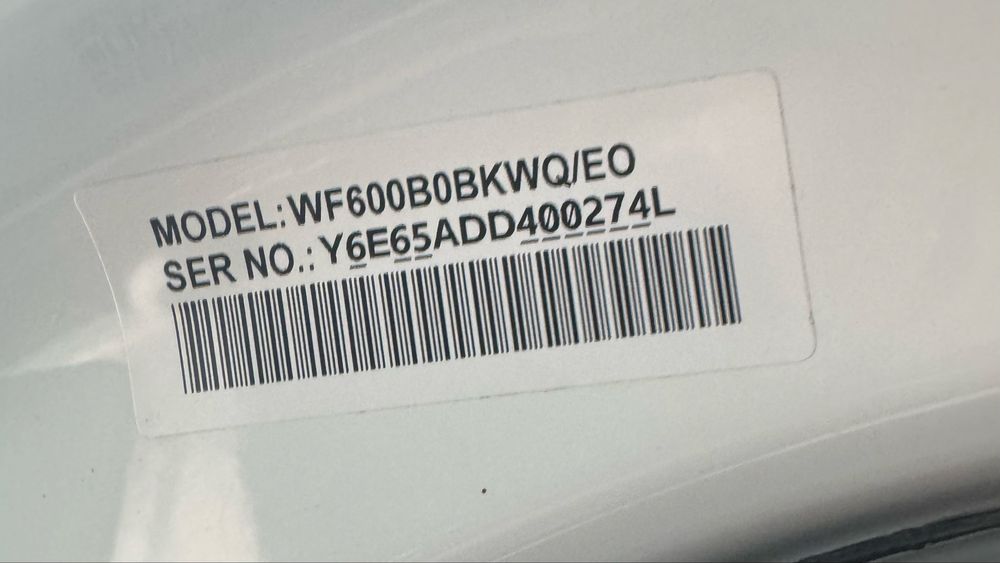 MODEL:WF600B0BKWQ/EO
SER NO.:Y6E65ADD400274L